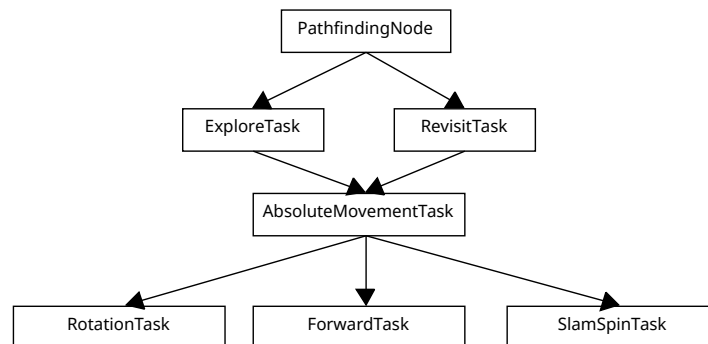 PathfindingNode
ExploreTask
RevisitTask
AbsoluteMovementTask
RotationTask
ForwardTask
SlamSpinTask